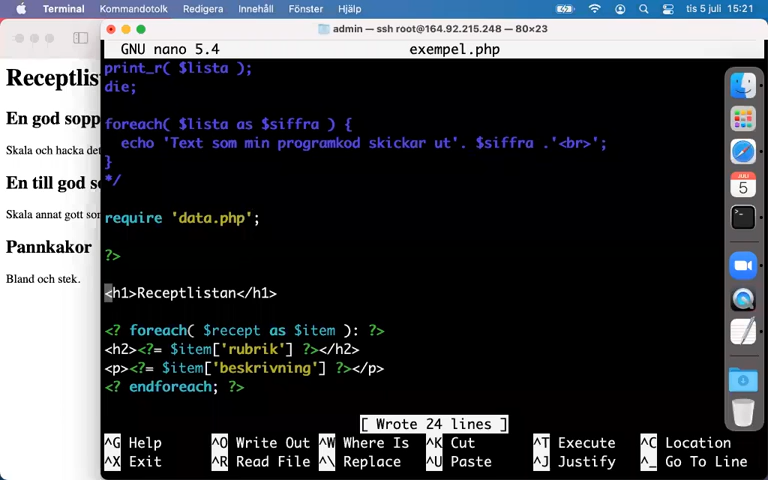 Terminal Kommandotolk Redigera Innehåll Fönster Hjälp tis 5 juli 15:21
admin — ssh root@164.92.215.248 — 80×23
GNU nano 5.4 exempel.php
print_r( $lista );
die;
foreach( $lista as $siffra ) {
echo 'Text som min programkod skickar ut'. $siffra .'<br>';
}
*/
require 'data.php';
?>
<h1>Receptlistan</h1>
<? foreach( $recept as $item ): ?>
<h2><?= $item['rubrik'] ?></h2>
<p><?= $item['beskrivning'] ?></p>
<? endforeach; ?>
[ Wrote 24 lines ]
^G Help ^O Write Out ^W Where Is ^K Cut ^T Execute ^C Location
^X Exit ^R Read File ^\ Replace ^U Paste ^J Justify ^_ Go To Line
Receptlis
En god sopp
Skala och hacka det
En till god s
Skala annat gott som
Pannkakor
Bland och stek.
JULI
5